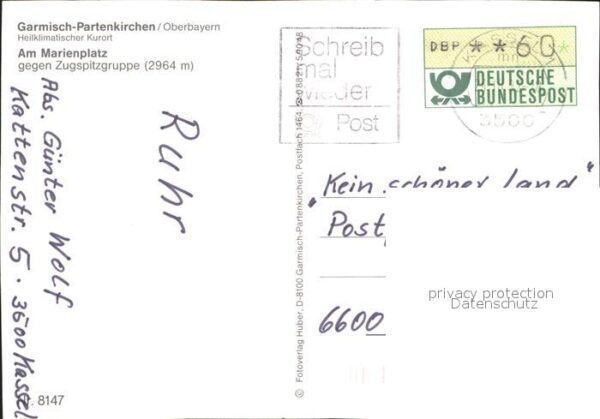 Garmisch-Partenkirchen / Oberbayern
Heilklimatischer Kurort
Am Marienplatz
gegen Zugspitzgruppe (2964 m)
Abs. Günter Wolf
Kattenstr. 5 · 3500 Kassel
Ruhr
Nr. 8147
© Fotoverlag Huber, D-8100 Garmisch-Partenkirchen, Postfach 1464,
Schreib
mal
wieder
Post
DBP **60*
DEUTSCHE
BUNDESPOST
3500
„Kein schöner Land"
Post
6600
privacy protection
Datenschutz